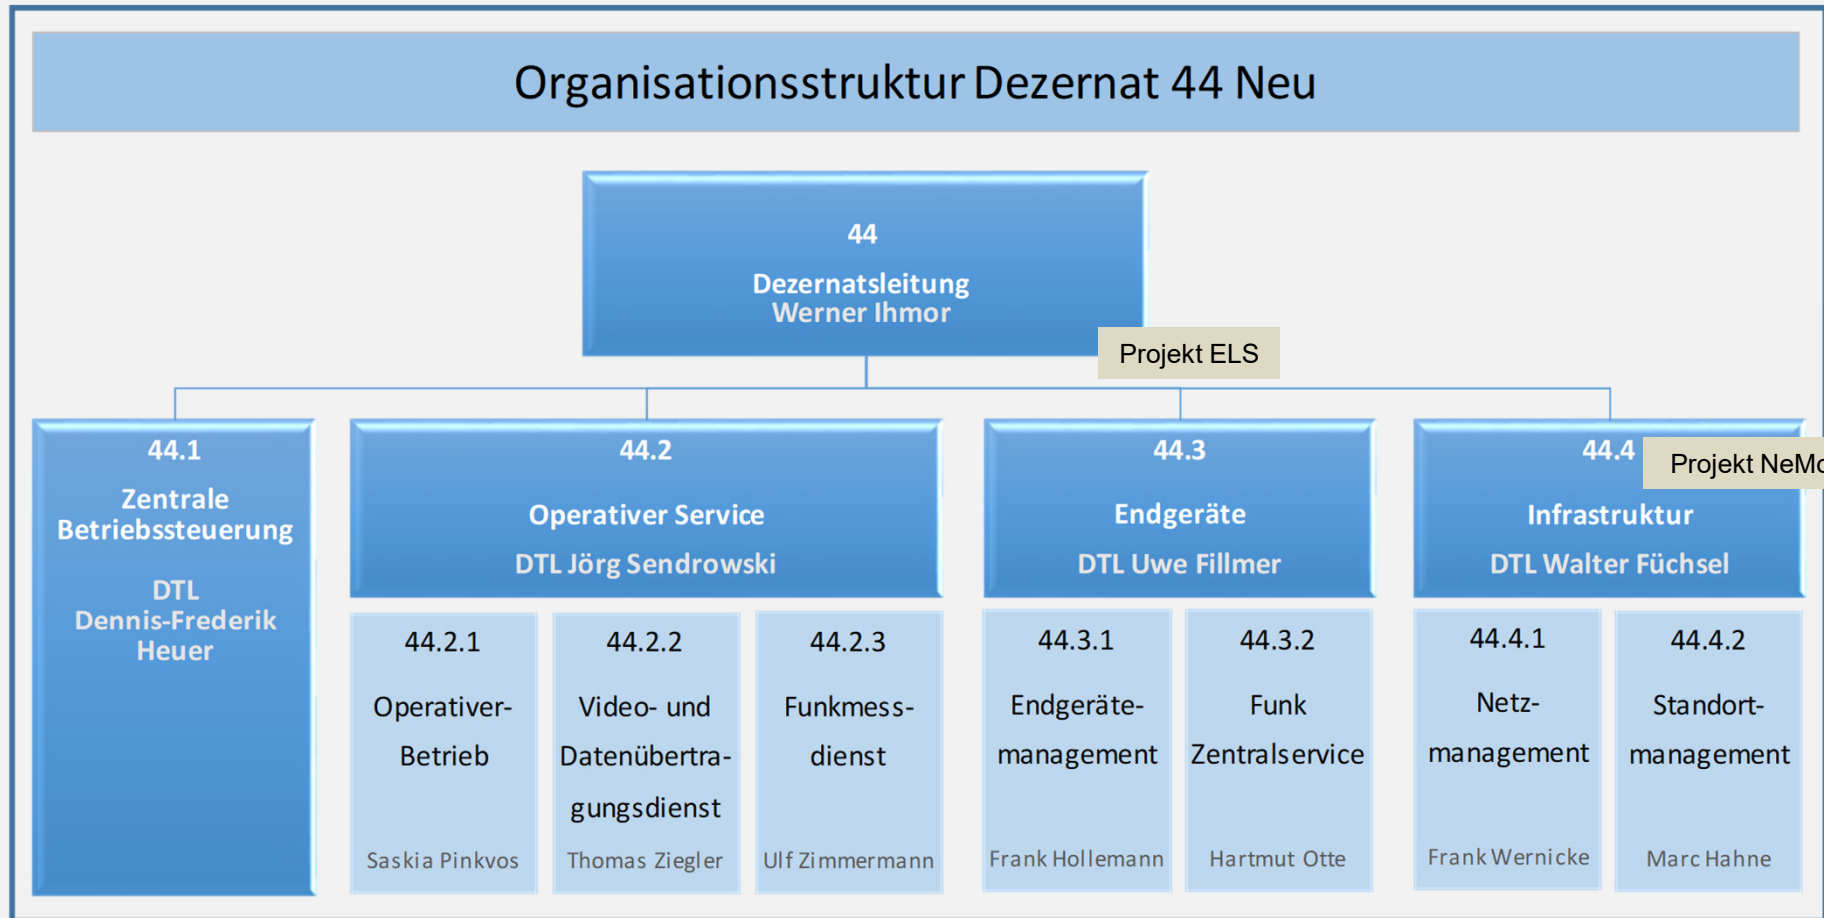 Organisationsstruktur Dezernat 44 Neu
44
Dezernatsleitung
Werner Ihmor
Projekt ELS
44.1
Zentrale
Betriebssteuerung
DTL
Dennis-Frederik
Heuer
44.2
Operativer Service
DTL Jörg Sendrowski
44.2.1
Operativer-
Betrieb
Saskia Pinkvos
44.2.2
Video- und
Datenübertra-
gungsdienst
Thomas Ziegler
44.2.3
Funkmess-
dienst
Ulf Zimmermann
44.3
Endgeräte
DTL Uwe Fillmer
44.3.1
Endgeräte-
management
Frank Hollemann
44.3.2
Funk
Zentralservice
Hartmut Otte
44.4
Projekt
Infrastruktur
DTL Walter Füchsel
44.4.1
Netz-
management
Frank Wernicke
44.4.2
Standort-
management
Marc Hahne